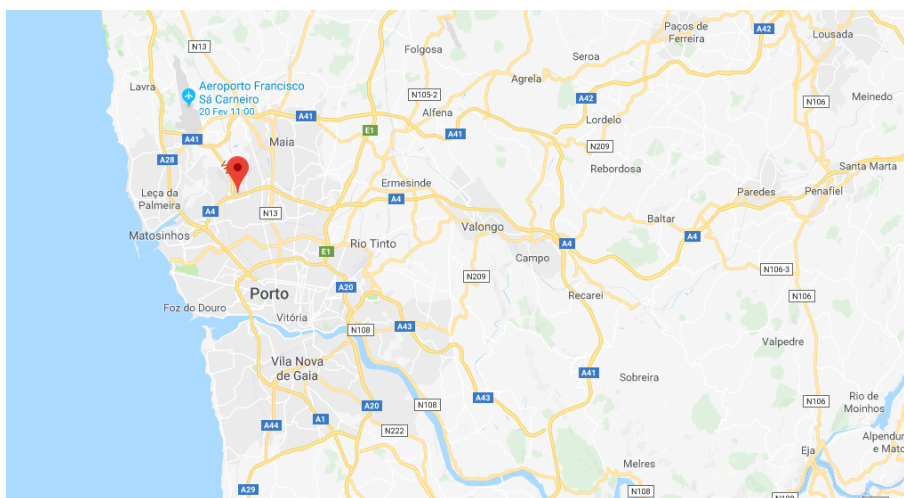 A42
Paços de
Ferreira
A42
Lousada
N13
Folgosa
Seroa
Agrela
Lavra
Aeroporto Francisco
Sá Carneiro
20 Fev 11:00
N105-2
Alfena
A42
N106
Meinedo
A41
Lordelo
E1
A41
A41
Maia
N209
A28
Rebordosa
Santa Marta
Leça da
Palmeira
Ermesinde
A4
Paredes
Penafiel
A4
N13
Baltar
Matosinhos
Valongo
A4
Rio Tinto
E1
A4
Campo
N209
N106-3
A20
Porto
Recarei
N106
Foz do Douro
Vitória
N108
A43
Valpedre
Vila Nova
de Gaia
A41
Sobreira
A43
N108
A20
N106
Rio de
Moinhos
A1
A44
N222
Alpendu
e Mato
Eja
Melres
A29
N108
N108